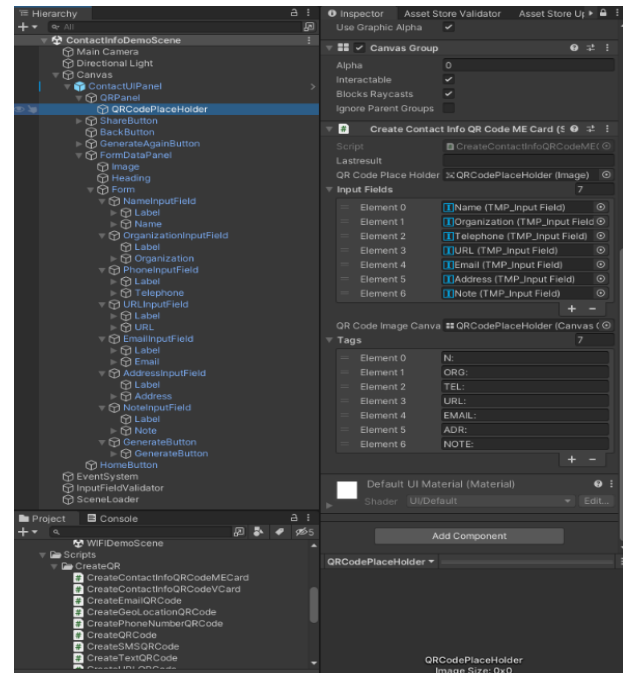 Hierarchy
All
ContactInfoDemoScene
Main Camera
Directional Light
Canvas
ContactUIPanel
QRPanel
QRCodePlaceHolder
ShareButton
BackButton
GenerateAgainButton
FormDataPanel
Image
Heading
Form
NameInputField
Label
Name
OrganizationInputField
Label
Organization
PhoneInputField
Label
Telephone
URLInputField
Label
URL
EmailInputField
Label
Email
AddressInputField
Label
Address
NoteInputField
Label
Note
GenerateButton
GenerateButton
HomeButton
EventSystem
InputFieldValidator
SceneLoader
Project Console
5
WIFIDemoScene
Scripts
CreateQR
CreateContactInfoQRCodeMECard
CreateContactInfoQRCodeVCard
CreateEmailQRCode
CreateGeoLocationQRCode
CreatePhoneNumberQRCode
CreateQRCode
CreateSMSQRCode
CreateTextQRCode
CreateURLQRCode
Inspector Asset Store Validator Asset Store Up
Use Graphic Alpha
Canvas Group
Alpha 0
Interactable
Blocks Raycasts
Ignore Parent Groups
# Create Contact Info QR Code ME Card (S
Script CreateContactInfoQRCodeME(
Lastresult
QR Code Place Holder QRCodePlaceHolder (Image)
Input Fields 7
Element 0 Name (TMP_Input Field)
Element 1 Organization (TMP_Input Field
Element 2 Telephone (TMP_Input Field)
Element 3 URL (TMP_Input Field)
Element 4 Email (TMP_Input Field)
Element 5 Address (TMP_Input Field)
Element 6 Note (TMP_Input Field)
+ -
QR Code Image Canva QRCodePlaceHolder (Canvas (
Tags 7
Element 0 N:
Element 1 ORG:
Element 2 TEL:
Element 3 URL:
Element 4 EMAIL:
Element 5 ADR:
Element 6 NOTE:
+ -
Default UI Material (Material)
Shader UI/Default Edit...
Add Component
QRCodePlaceHolder
QRCodePlaceHolder
Image Size: 0x0